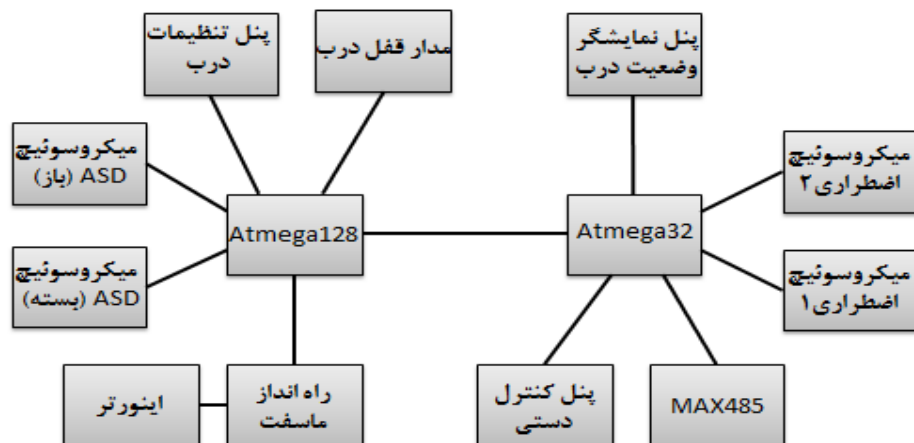 پنل تنظیمات
درب
مدار قفل درب
پنل نمایشگر
وضعیت درب
میکروسوئیچ
ASD (باز)
میکروسوئیچ
اضطراری۲
Atmega128
Atmega32
میکروسوئیچ
ASD (بسته)
میکروسوئیچ
اضطراری۱
اینورتر
راه انداز
ماسفت
پنل کنترل
دستی
MAX485